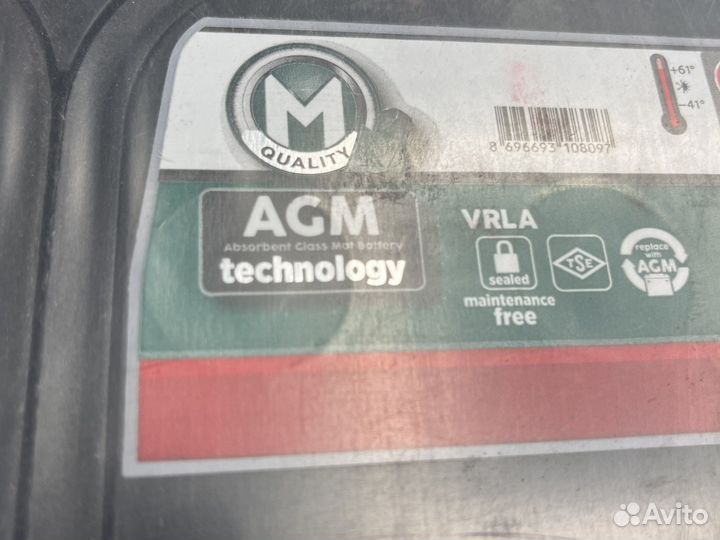 M
QUALITY
8 696693 108097
+61°
-41°
AGM
Absorbent Glass Mat Battery
technology
VRLA
sealed
TSE
replace
with
AGM
maintenance
free
Avito